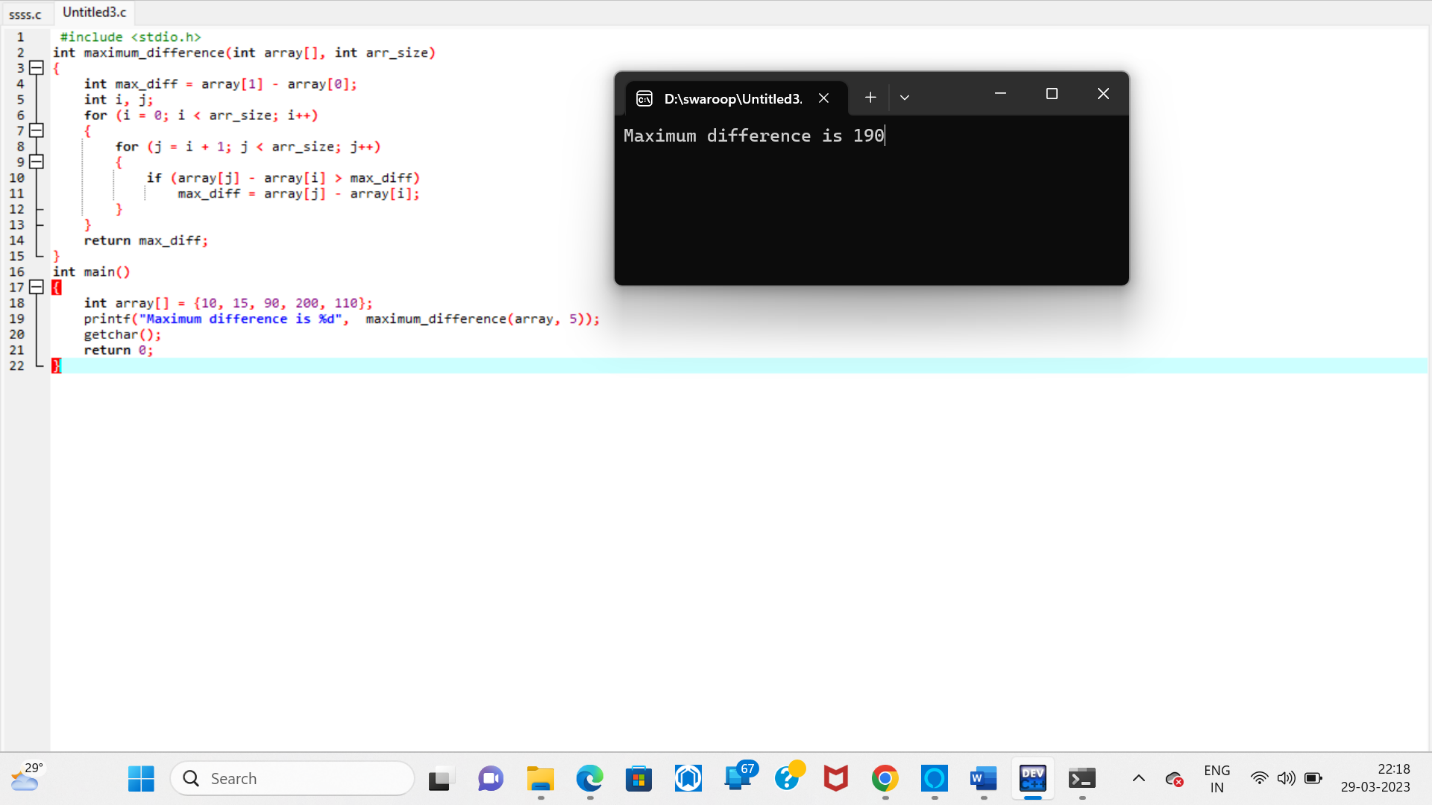 ssss.c Untitled3.c
1 #include <stdio.h>
2 int maximum_difference(int array[], int arr_size)
3 {
4 int max_diff = array[1] - array[0];
5 int i, j;
6 for (i = 0; i < arr_size; i++)
7 {
8 for (j = i + 1; j < arr_size; j++)
9 {
10 if (array[j] - array[i] > max_diff)
11 max_diff = array[j] - array[i];
12 }
13 }
14 return max_diff;
15 }
16 int main()
17 {
18 int array[] = {10, 15, 90, 200, 110};
19 printf("Maximum difference is %d",  maximum_difference(array, 5));
20 getchar();
21 return 0;
22 }
D:\swaroop\Untitled3.
Maximum difference is 190
29°
Search
67
DEV
ENG
IN
22:18
29-03-2023